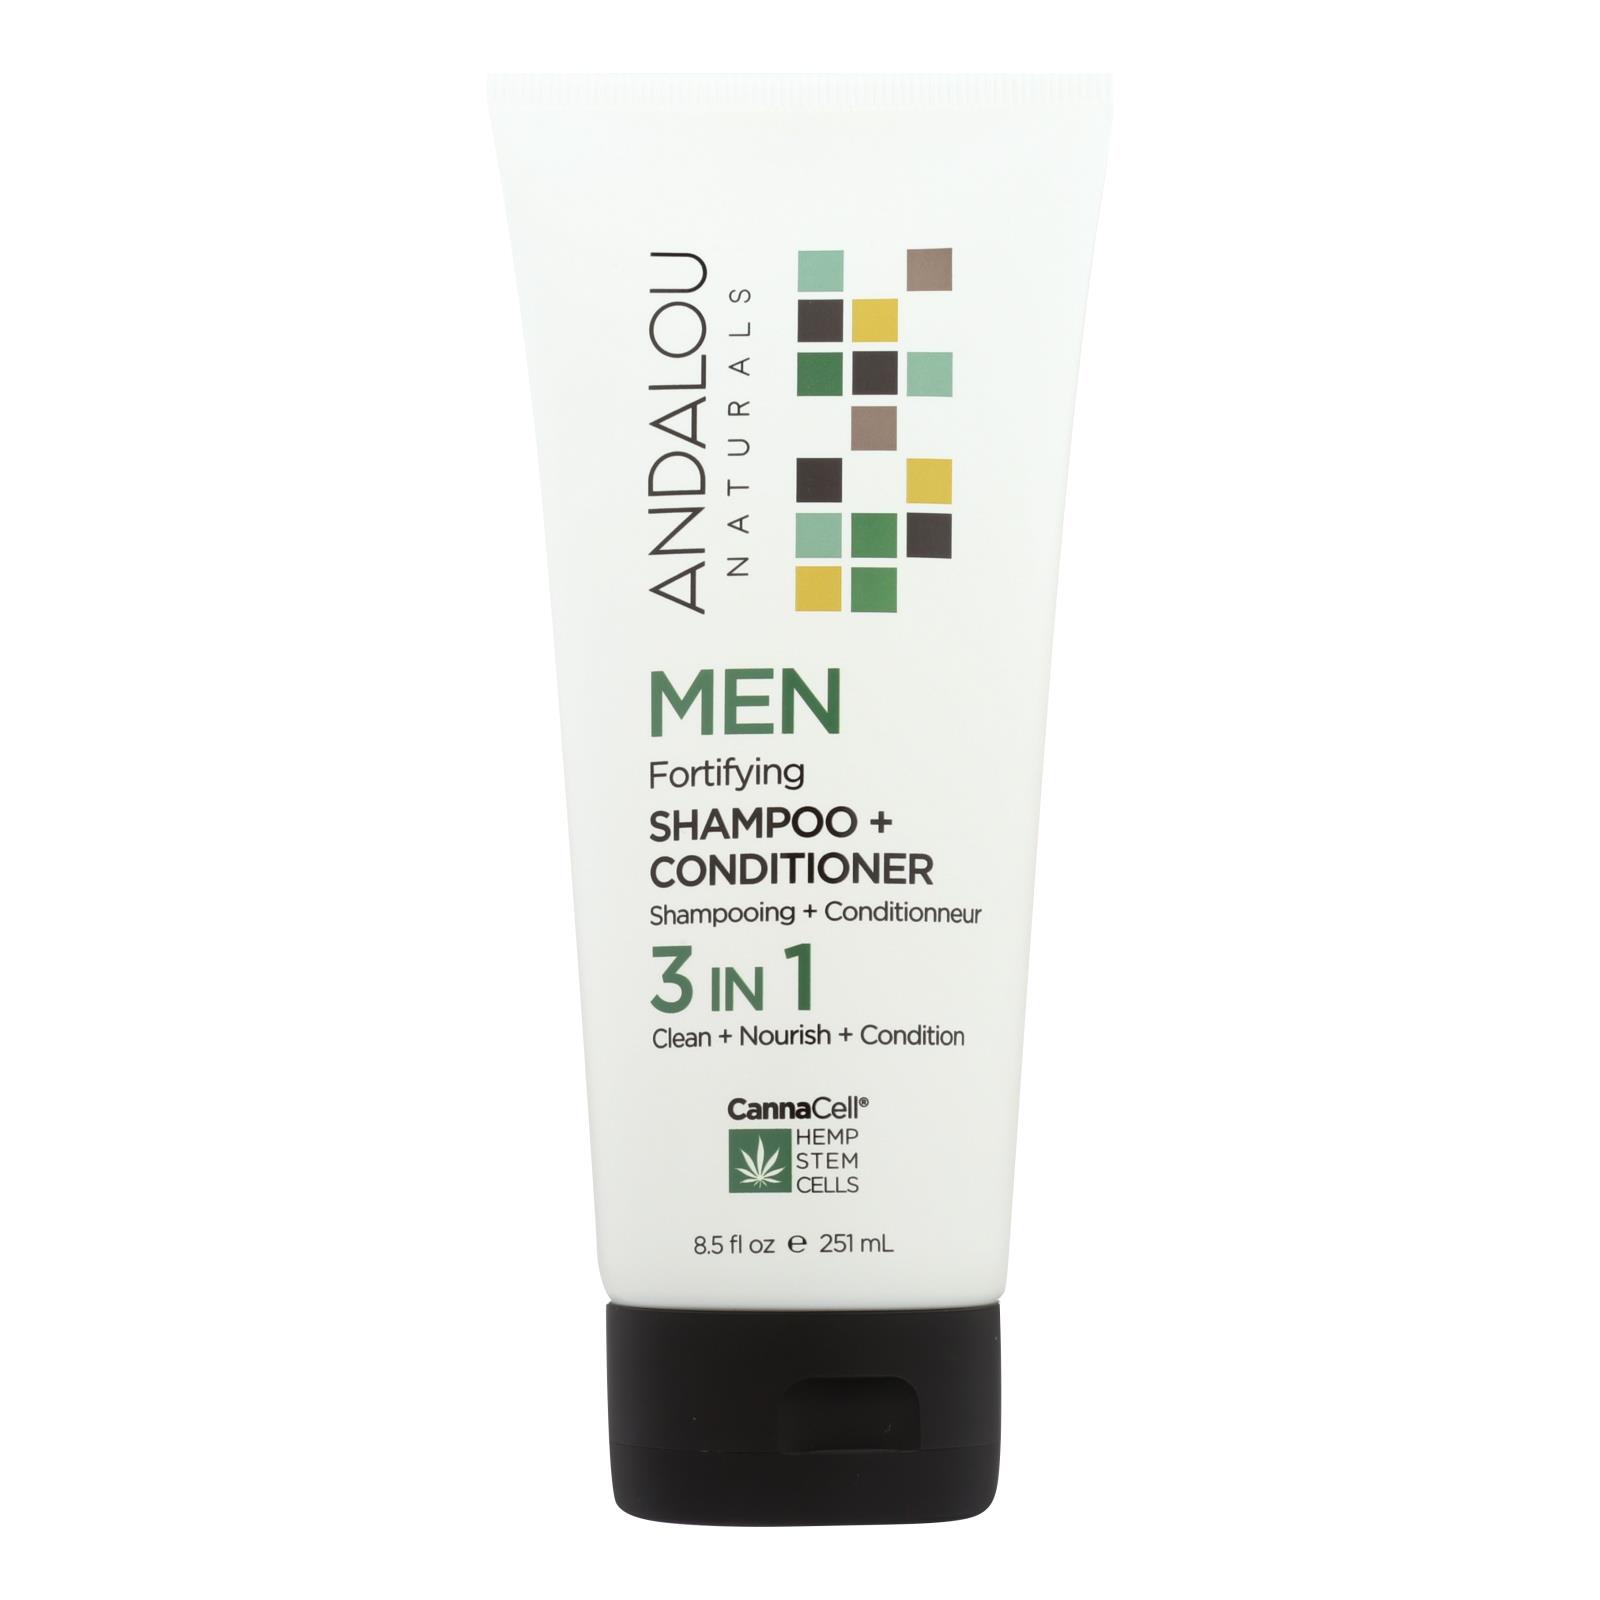 ANDALOU
NATURALS
MEN
Fortifying
SHAMPOO +
CONDITIONER
Shampooing + Conditionneur
3 IN 1
Clean + Nourish + Condition
CannaCell®
HEMP
STEM
CELLS
8.5 fl oz ℮ 251 mL